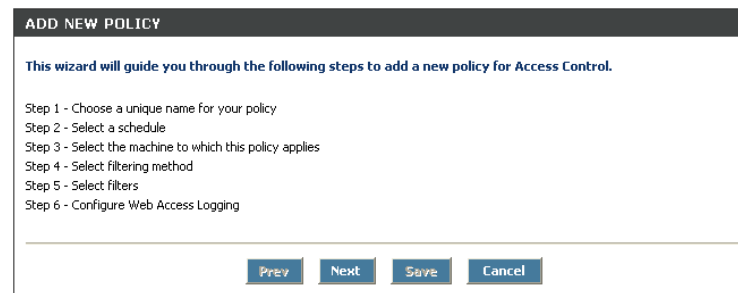 ADD NEW POLICY
This wizard will guide you through the following steps to add a new policy for Access Control.
Step 1 - Choose a unique name for your policy
Step 2 - Select a schedule
Step 3 - Select the machine to which this policy applies
Step 4 - Select filtering method
Step 5 - Select filters
Step 6 - Configure Web Access Logging
Prev Next Save Cancel